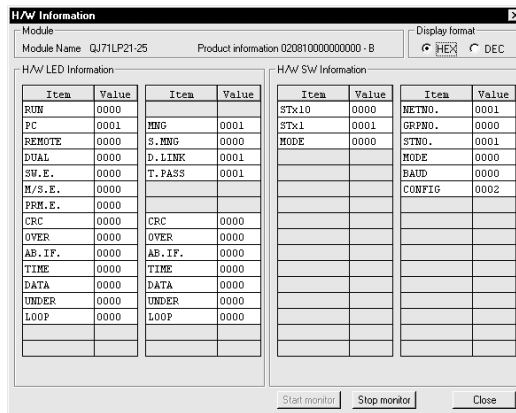 H/W Information
Module
Display format
Module Name QJ71LP21-25 Product information 020810000000000 - B
HEX DEC
H/W LED Information
H/W SW Information
Item Value Item Value Item Value Item Value
RUN 0000 STx10 0000 NETNO. 0001
PC 0001 MNG 0001 STx1 0001 GRPNO. 0000
REMOTE 0000 S.MNG 0000 MODE 0000 STNO. 0001
DUAL 0000 D.LINK 0001 MODE 0000
SW.E. 0000 T.PASS 0001 BAUD 0000
M/S.E. 0000 CONFIG 0002
PRM.E. 0000
CRC 0000 CRC 0000
OVER 0000 OVER 0000
AB.IF. 0000 AB.IF. 0000
TIME 0000 TIME 0000
DATA 0000 DATA 0000
UNDER 0000 UNDER 0000
LOOP 0000 LOOP 0000
Start monitor Stop monitor Close